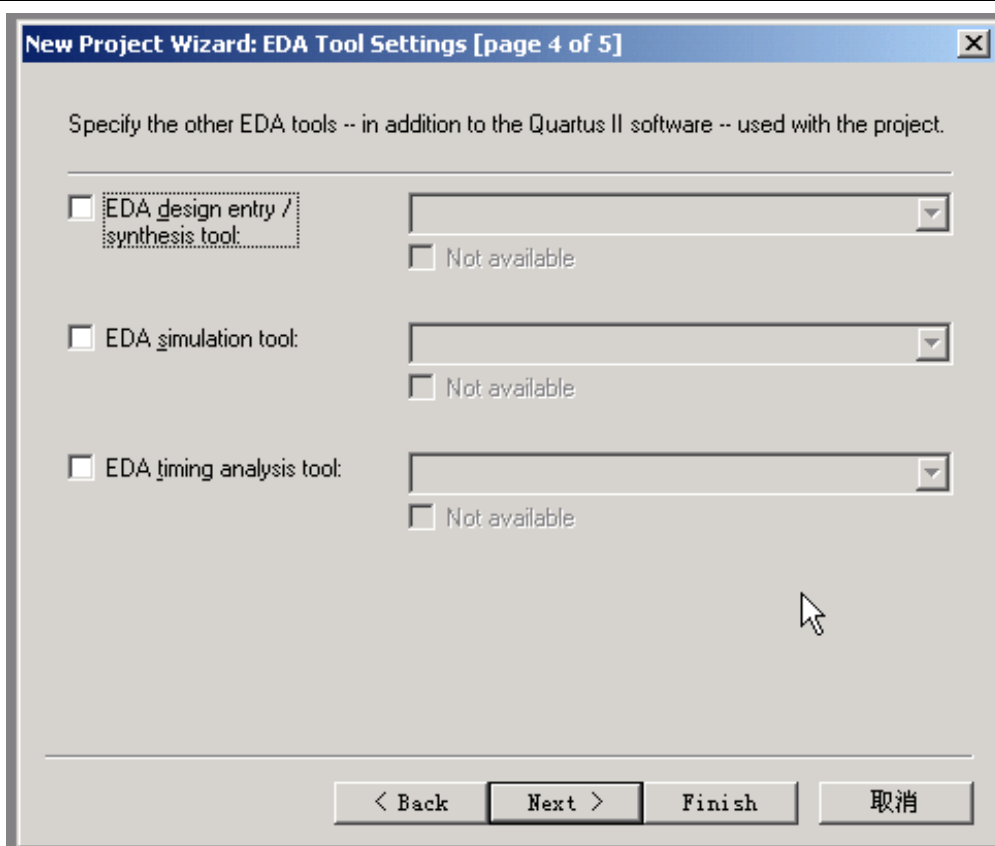 New Project Wizard: EDA Tool Settings [page 4 of 5]
Specify the other EDA tools -- in addition to the Quartus II software -- used with the project.
EDA design entry /
synthesis tool:
Not available
EDA simulation tool:
Not available
EDA timing analysis tool:
Not available
< Back
Next >
Finish
取消